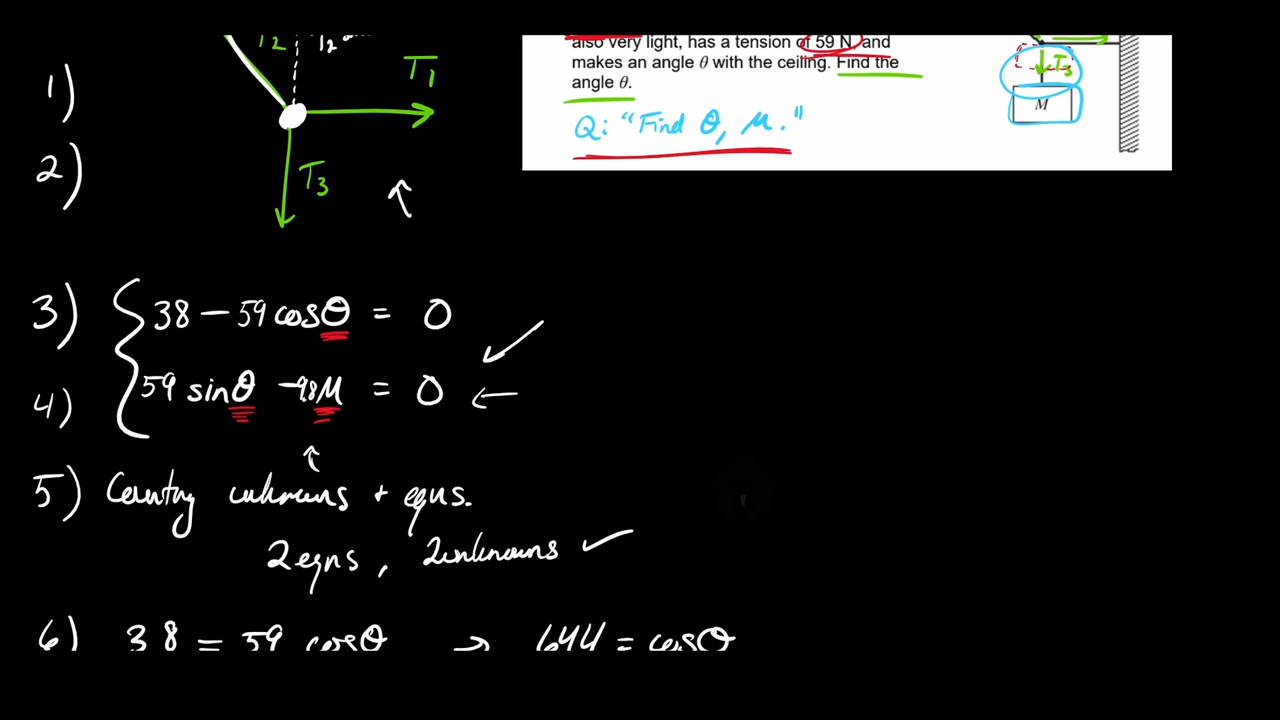 T2
T1
1)
2)
T3
also very light, has a tension of 59 N and
makes an angle θ with the ceiling. Find the
angle θ.
Q: "Find θ, M."
T3
M
3) 38 - 59 cosθ = 0
4) 59 sinθ - 9.8M = 0
5) Counting unknowns + eqns.
2 eqns, 2 unknowns ✓
6) 38 = 59 cosθ → .644 = cosθ